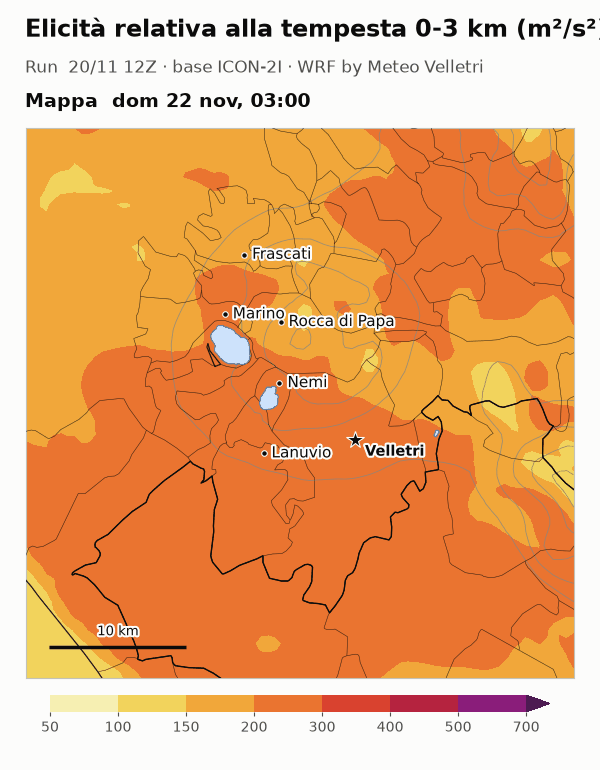 Elicità relativa alla tempesta 0-3 km (m²/s²)
Run  20/11 12Z · base ICON-2I · WRF by Meteo Velletri
Mappa  dom 22 nov, 03:00
Frascati
Marino
Rocca di Papa
Nemi
Velletri
Lanuvio
10 km
50 100 150 200 300 400 500 700